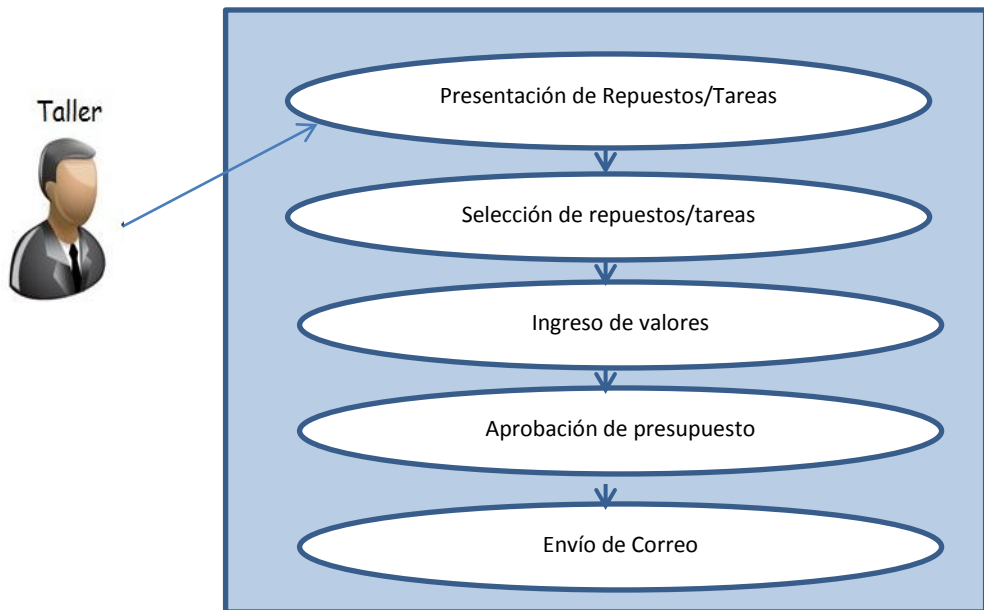 Taller
Presentación de Repuestos/Tareas
Selección de repuestos/tareas
Ingreso de valores
Aprobación de presupuesto
Envío de Correo